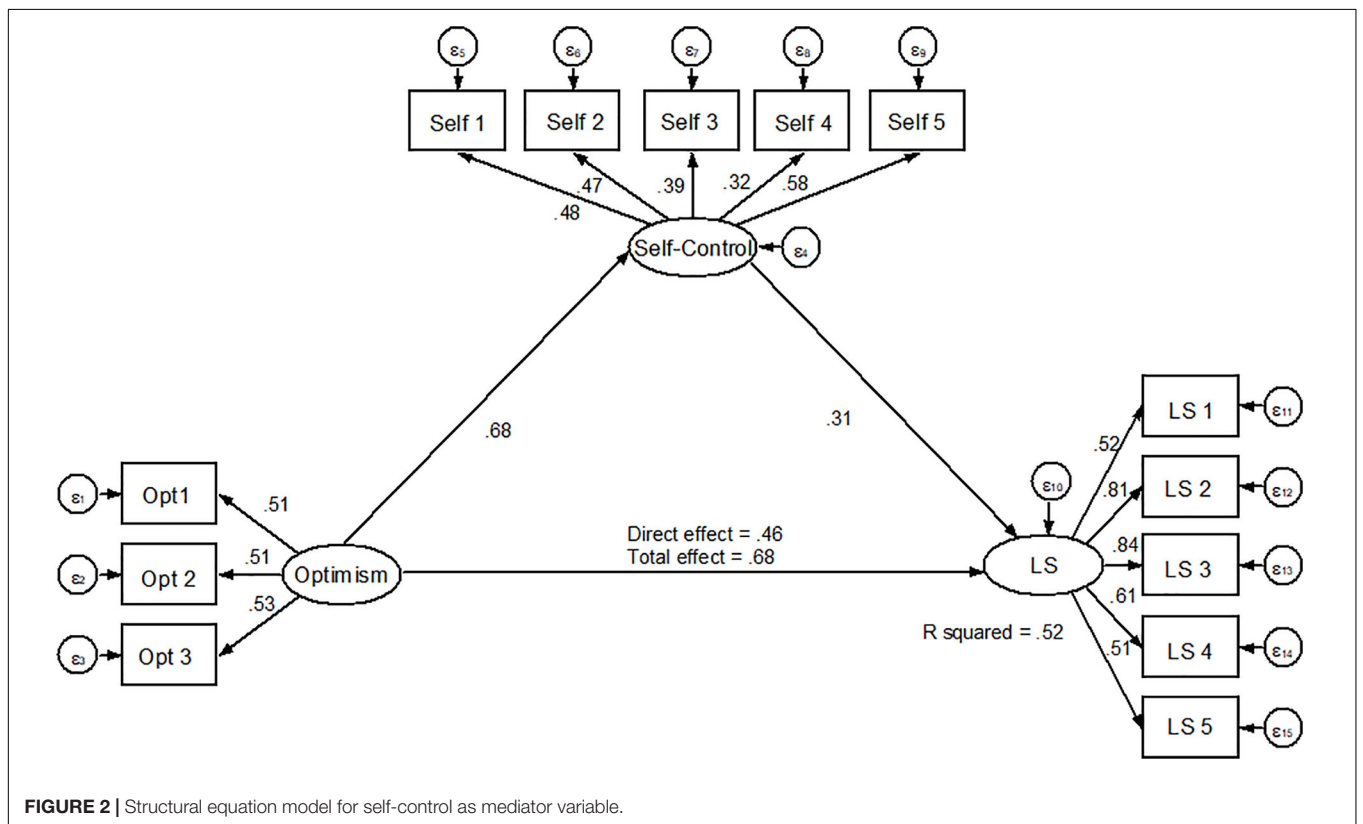 ε5 ε6 ε7 ε8 ε9
Self 1 Self 2 Self 3 Self 4 Self 5
.48 .47 .39 .32 .58
Self-Control ε4
.68
.31
ε1 Opt1 .51
ε2 Opt 2 .51
ε3 Opt 3 .53
Optimism
Direct effect = .46
Total effect = .68
ε10
LS
R squared = .52
.52 LS 1 ε11
.81 LS 2 ε12
.84 LS 3 ε13
.61 LS 4 ε14
.51 LS 5 ε15
FIGURE 2 | Structural equation model for self-control as mediator variable.